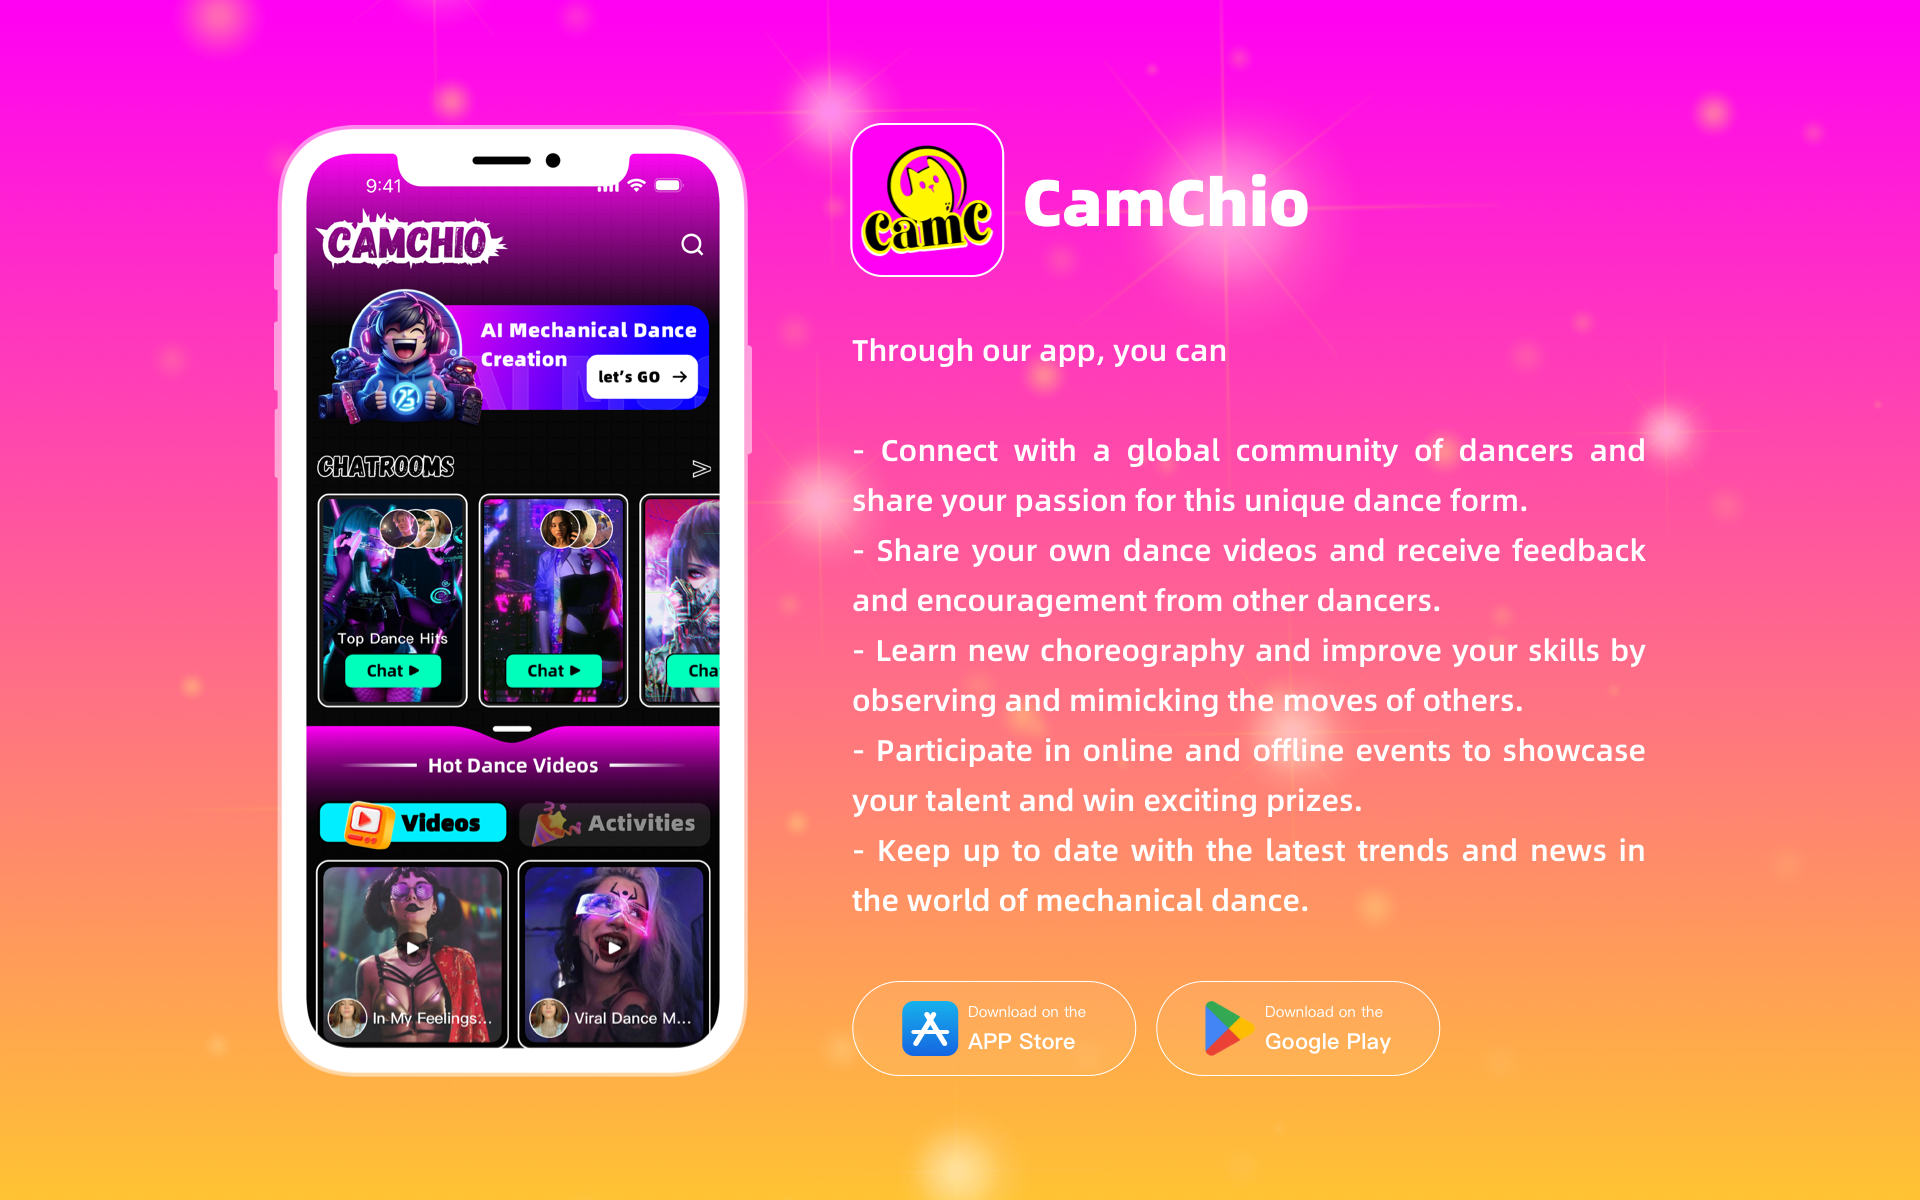 9:41
CAMCHIO
AI Mechanical Dance
Creation
let's GO
CHATROOMS
Top Dance Hits
Chat
Chat
Cha
Hot Dance Videos
Videos
Activities
In My Feelings...
Viral Dance M...
camC
CamChio
Through our app, you can
- Connect with a global community of dancers and
share your passion for this unique dance form.
- Share your own dance videos and receive feedback
and encouragement from other dancers.
- Learn new choreography and improve your skills by
observing and mimicking the moves of others.
- Participate in online and offline events to showcase
your talent and win exciting prizes.
- Keep up to date with the latest trends and news in
the world of mechanical dance.
Download on the
APP Store
Download on the
Google Play